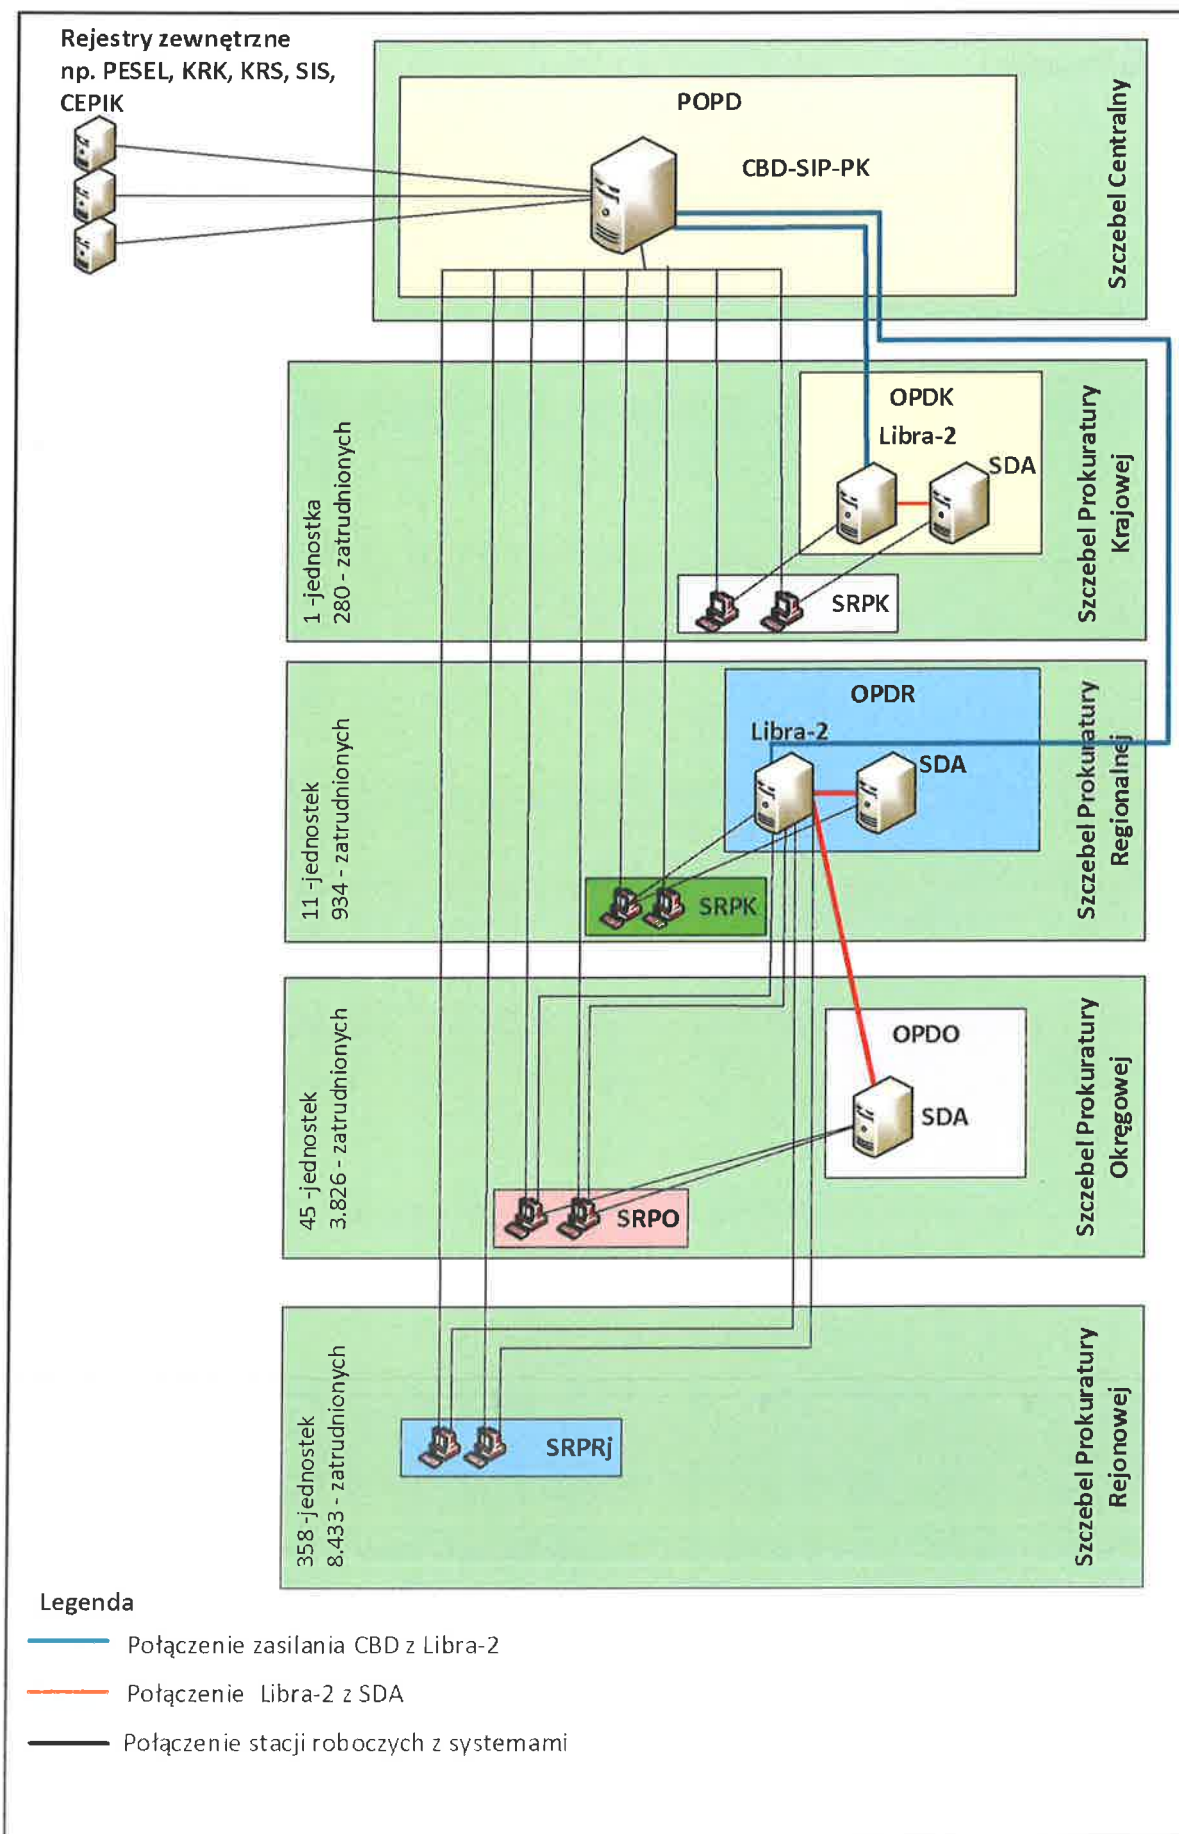 Rejestry zewnętrzne
np. PESEL, KRK, KRS, SIS,
CEPIK
POPD
CBD-SIP-PK
Szczebel Centralny
1 -jednostka
280 - zatrudnionych
OPDK
Libra-2
SDA
SRPK
Szczebel Prokuratury
Krajowej
11 -jednostek
934 - zatrudnionych
OPDR
Libra-2
SDA
SRPK
Szczebel Prokuratury
Regionalnej
45 -jednostek
3.826 - zatrudnionych
OPDO
SDA
SRPO
Szczebel Prokuratury
Okręgowej
358 -jednostek
8.433 - zatrudnionych
SRPRj
Szczebel Prokuratury
Rejonowej
Legenda
Połączenie zasilania CBD z Libra-2
Połączenie Libra-2 z SDA
Połączenie stacji roboczych z systemami